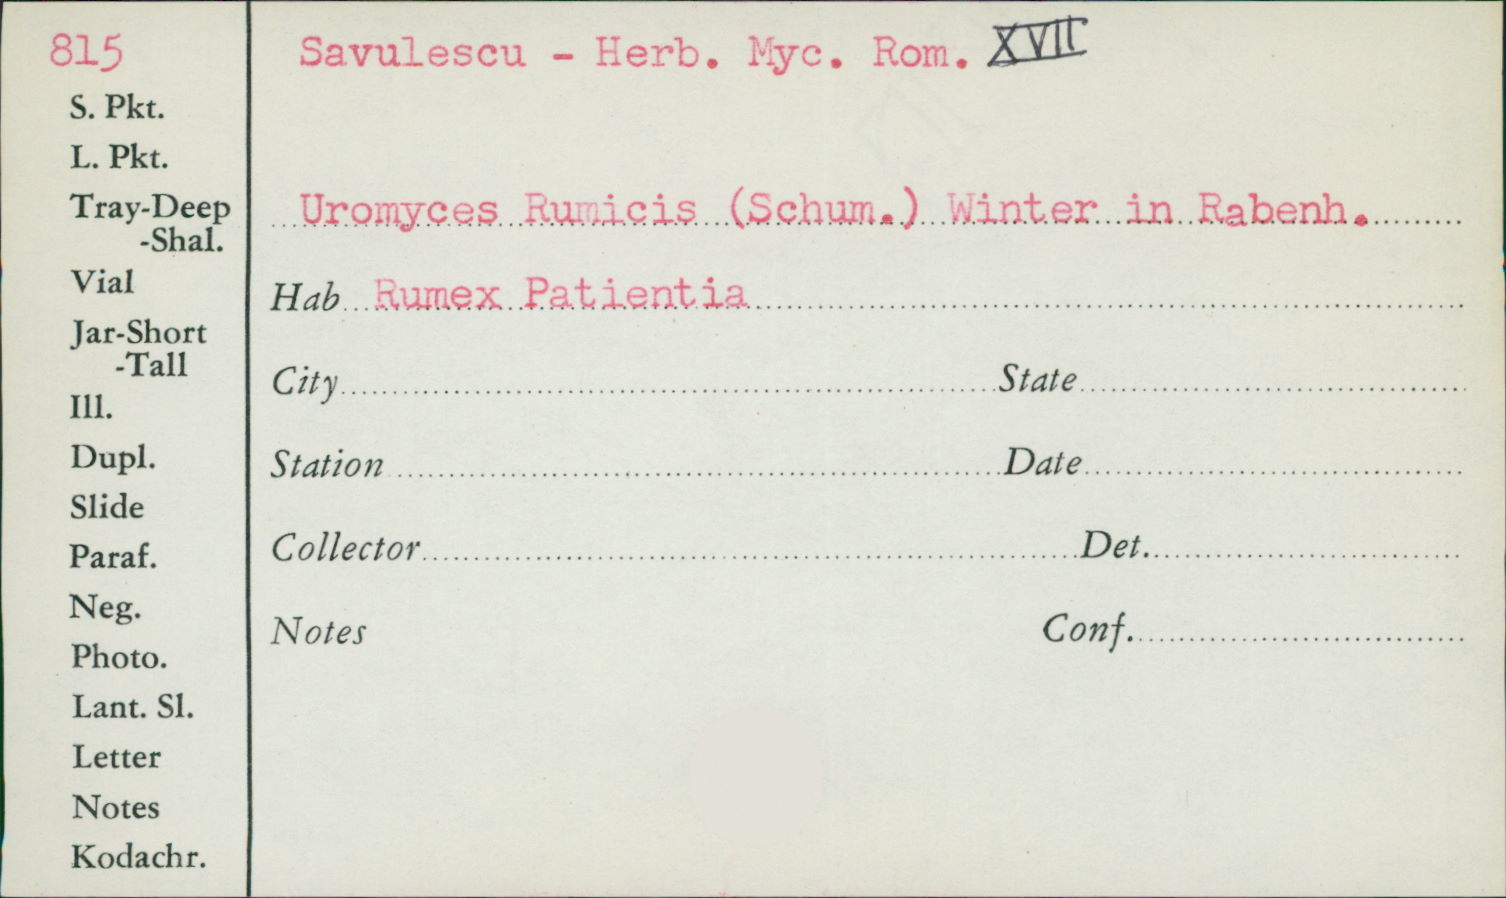 815
Savulescu - Herb. Myc. Rom. XVII
S. Pkt.
L. Pkt.
Tray-Deep
-Shal.
Vial
Jar-Short
-Tall
Ill.
Dupl.
Slide
Paraf.
Neg.
Photo.
Lant. Sl.
Letter
Notes
Kodachr.
Uromyces Rumicis (Schum.) Winter in Rabenh.
Hab Rumex Patientia
City State
Station Date
Collector Det.
Notes Conf.